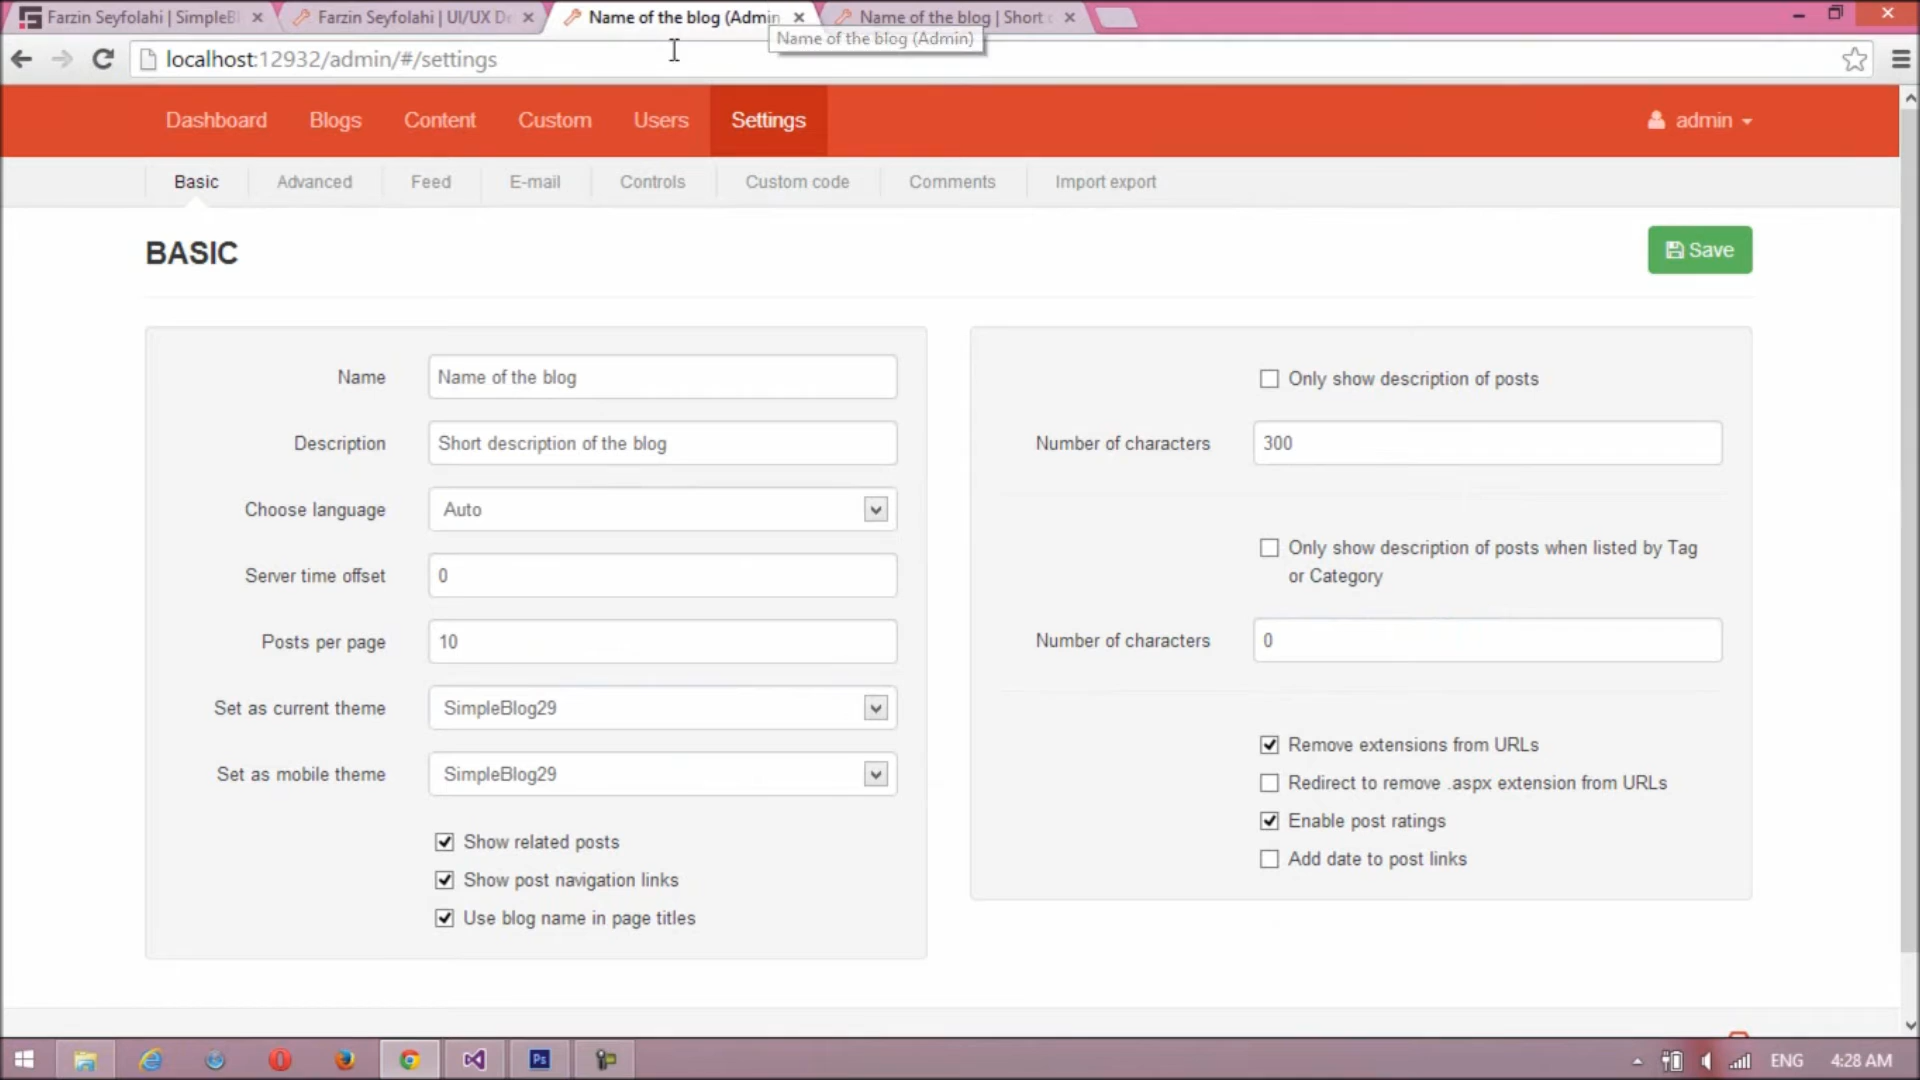 Farzin Seyfolahi | SimpleBl
Farzin Seyfolahi | UI/UX De
Name of the blog (Admin
Name of the blog | Short
Name of the blog (Admin)
localhost:12932/admin/#/settings
Dashboard
Blogs
Content
Custom
Users
Settings
admin
Basic
Advanced
Feed
E-mail
Controls
Custom code
Comments
Import export
BASIC
Save
Name
Name of the blog
Description
Short description of the blog
Choose language
Auto
Server time offset
0
Posts per page
10
Set as current theme
SimpleBlog29
Set as mobile theme
SimpleBlog29
Show related posts
Show post navigation links
Use blog name in page titles
Only show description of posts
Number of characters
300
Only show description of posts when listed by Tag
or Category
Number of characters
0
Remove extensions from URLs
Redirect to remove .aspx extension from URLs
Enable post ratings
Add date to post links
Ps
ENG
4:28 AM